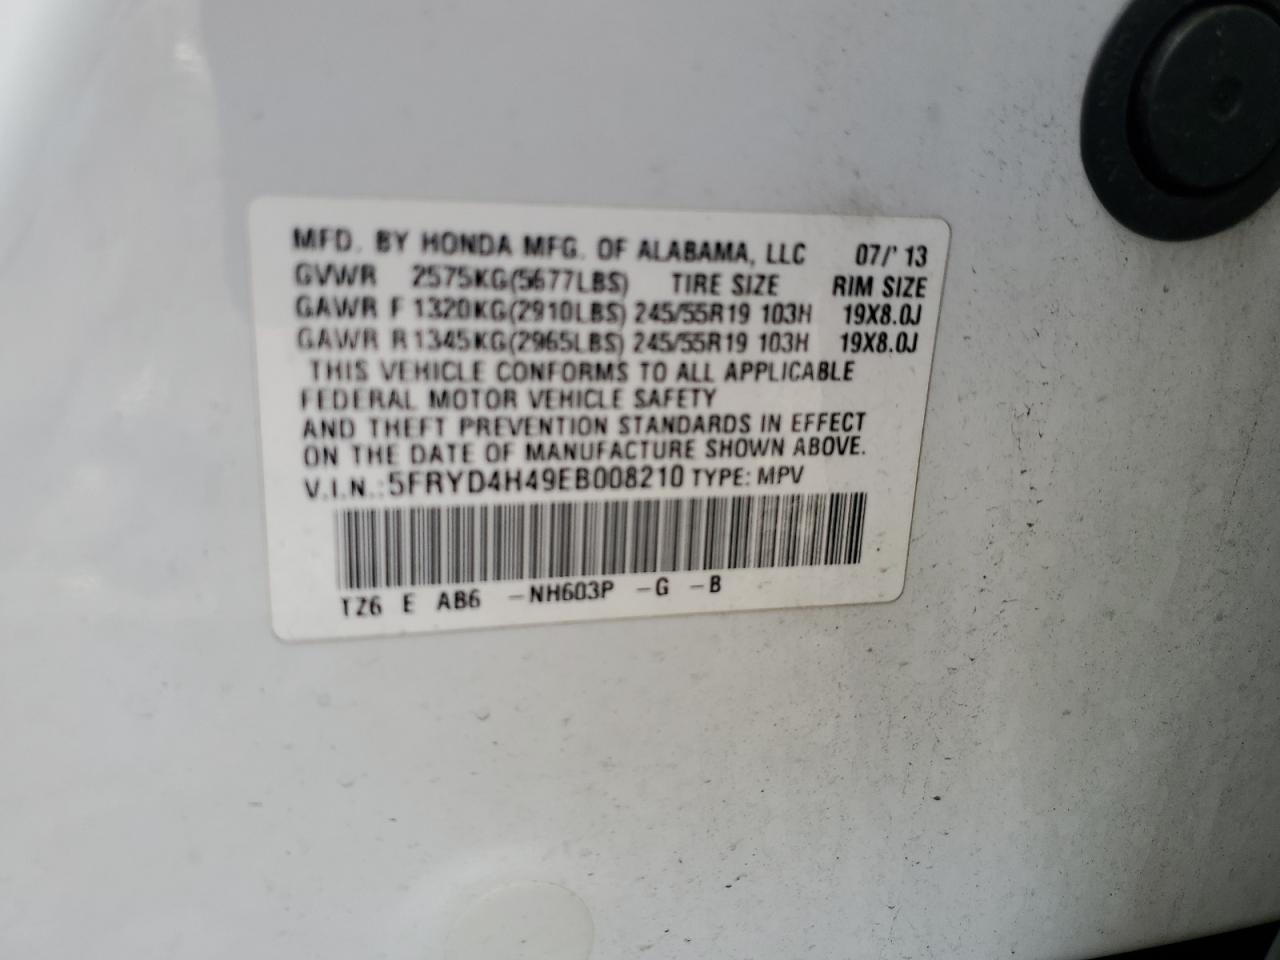 MFD. BY HONDA MFG. OF ALABAMA, LLC 07/' 13
GVWR 2575KG(5677LBS) TIRE SIZE RIM SIZE
GAWR F 1320KG(2910LBS) 245/55R19 103H 19X8.0J
GAWR R 1345KG(2965LBS) 245/55R19 103H 19X8.0J
THIS VEHICLE CONFORMS TO ALL APPLICABLE
FEDERAL MOTOR VEHICLE SAFETY
AND THEFT PREVENTION STANDARDS IN EFFECT
ON THE DATE OF MANUFACTURE SHOWN ABOVE.
V.I.N.:5FRYD4H49EB008210 TYPE: MPV
TZ6 E AB6 -NH603P -G -B